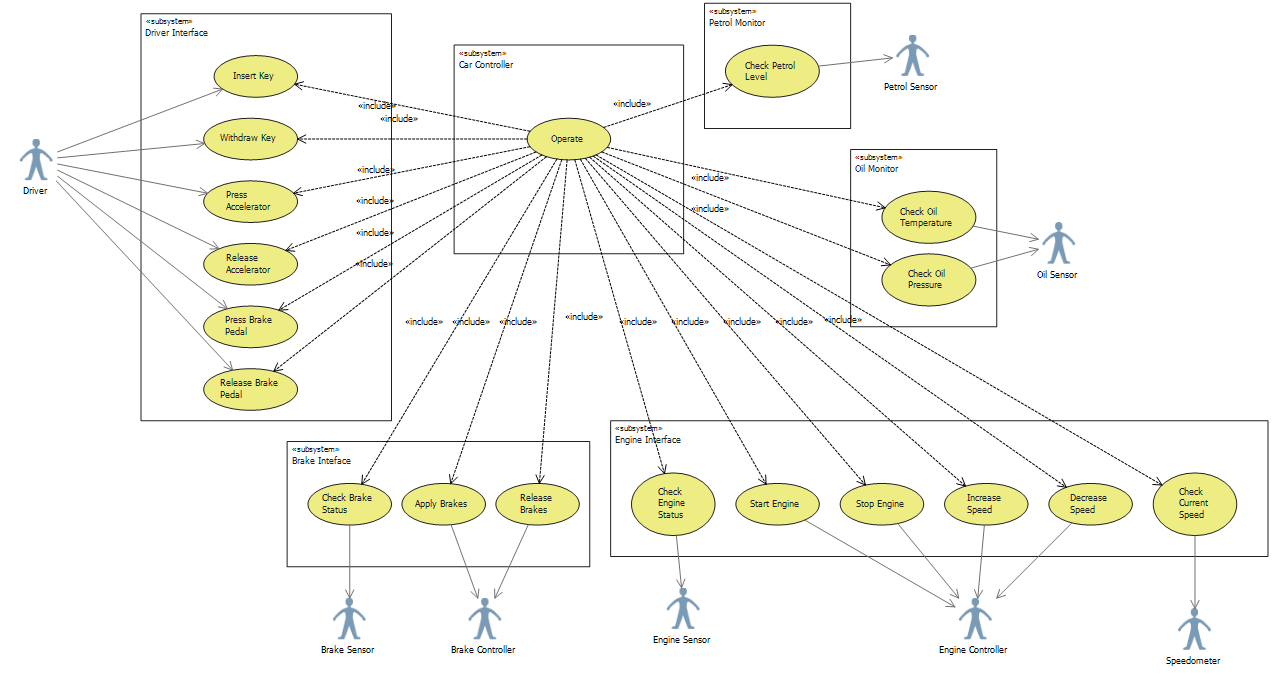 «subsystem»
Driver Interface
Insert Key
Withdraw Key
Press
Accelerator
Release
Accelerator
Press Brake
Pedal
Release Brake
Pedal
Driver
«subsystem»
Car Controller
Operate
«include»
«include»
«include»
«include»
«include»
«include»
«include»
«subsystem»
Petrol Monitor
Check Petrol
Level
Petrol Sensor
«subsystem»
Oil Monitor
Check Oil
Temperature
Check Oil
Pressure
Oil Sensor
«include»
«include»
«include»
«include»
«include»
«include»
«include»
«include»
«include»
«include»
«include»
«subsystem»
Brake Inteface
Check Brake
Status
Apply Brakes
Release
Brakes
Brake Sensor
Brake Controller
«subsystem»
Engine Interface
Check
Engine
Status
Start Engine
Stop Engine
Increase
Speed
Decrease
Speed
Check
Current
Speed
Engine Sensor
Engine Controller
Speedometer